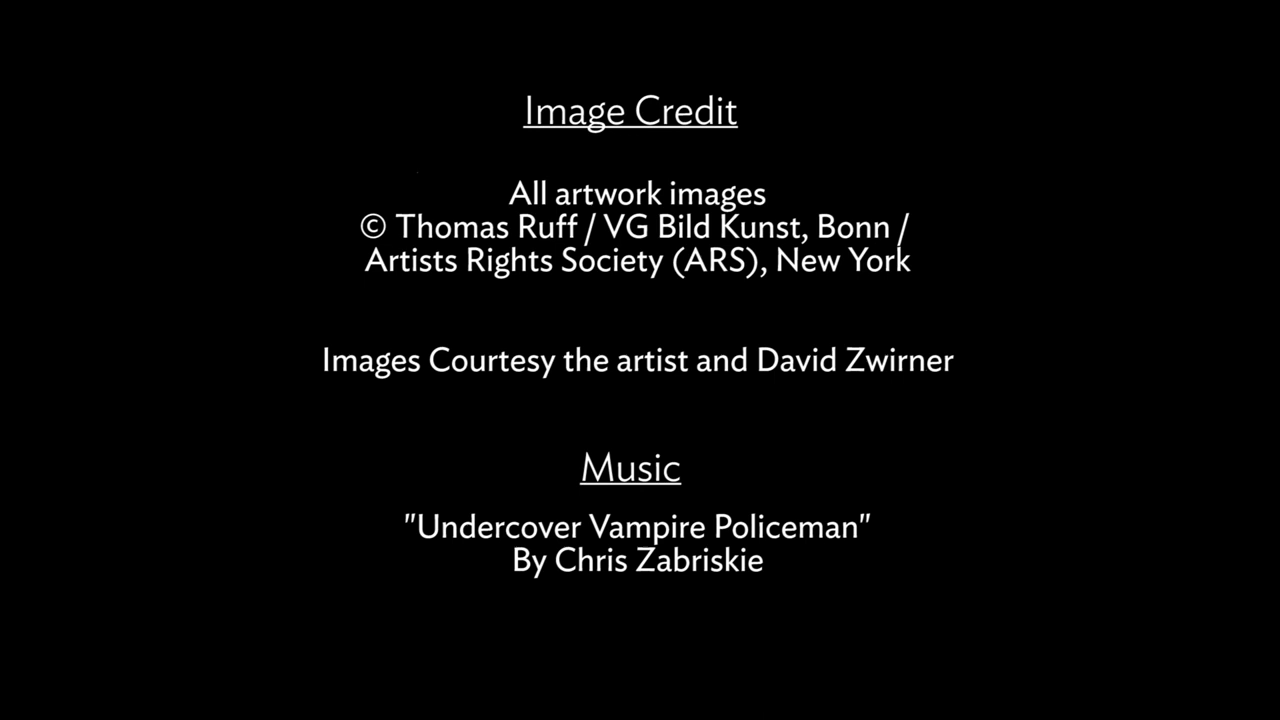 Image Credit
All artwork images
© Thomas Ruff / VG Bild Kunst, Bonn /
Artists Rights Society (ARS), New York
Images Courtesy the artist and David Zwirner
Music
"Undercover Vampire Policeman"
By Chris Zabriskie